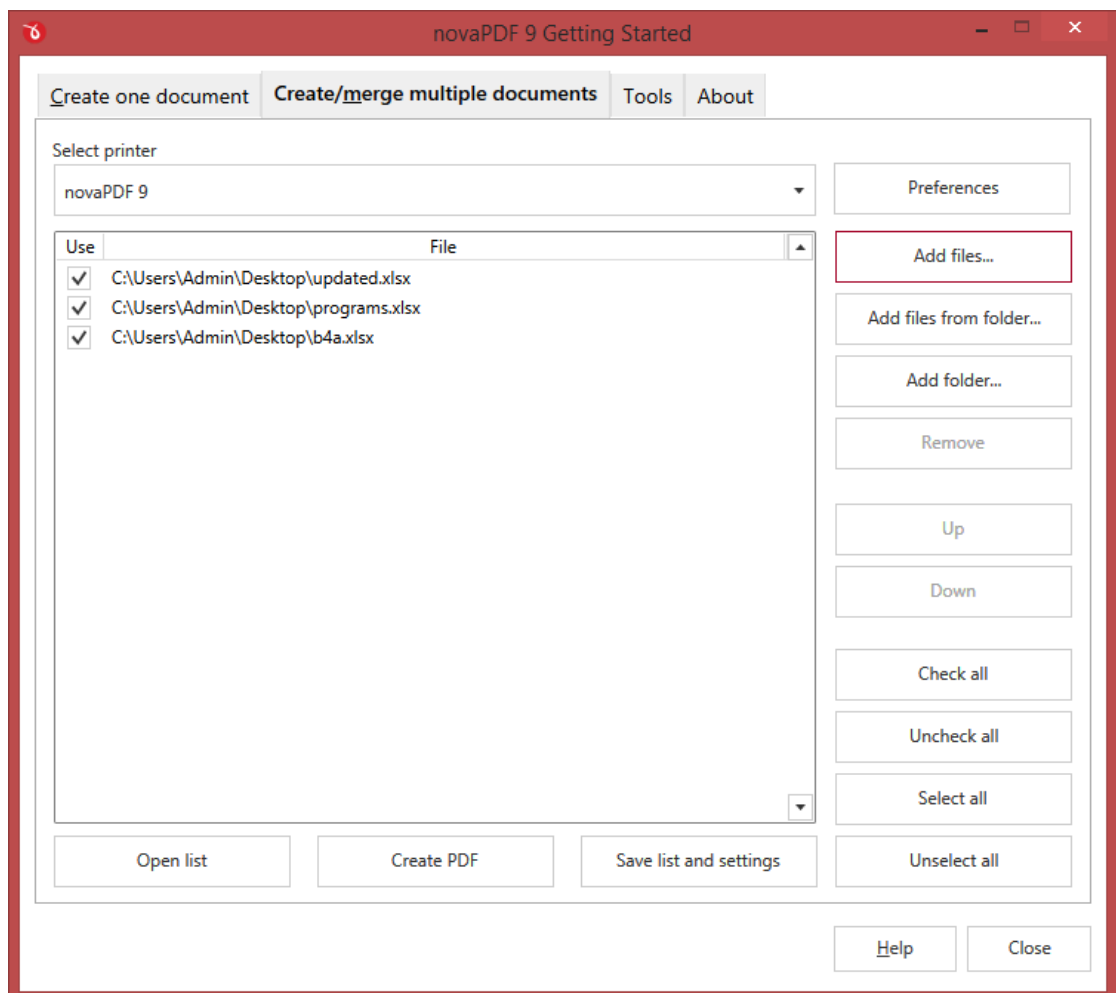 novaPDF 9 Getting Started
Create one document Create/merge multiple documents Tools About
Select printer
novaPDF 9
Preferences
Use File
C:\Users\Admin\Desktop\updated.xlsx
C:\Users\Admin\Desktop\programs.xlsx
C:\Users\Admin\Desktop\b4a.xlsx
Add files...
Add files from folder...
Add folder...
Remove
Up
Down
Check all
Uncheck all
Select all
Unselect all
Open list Create PDF Save list and settings
Help Close